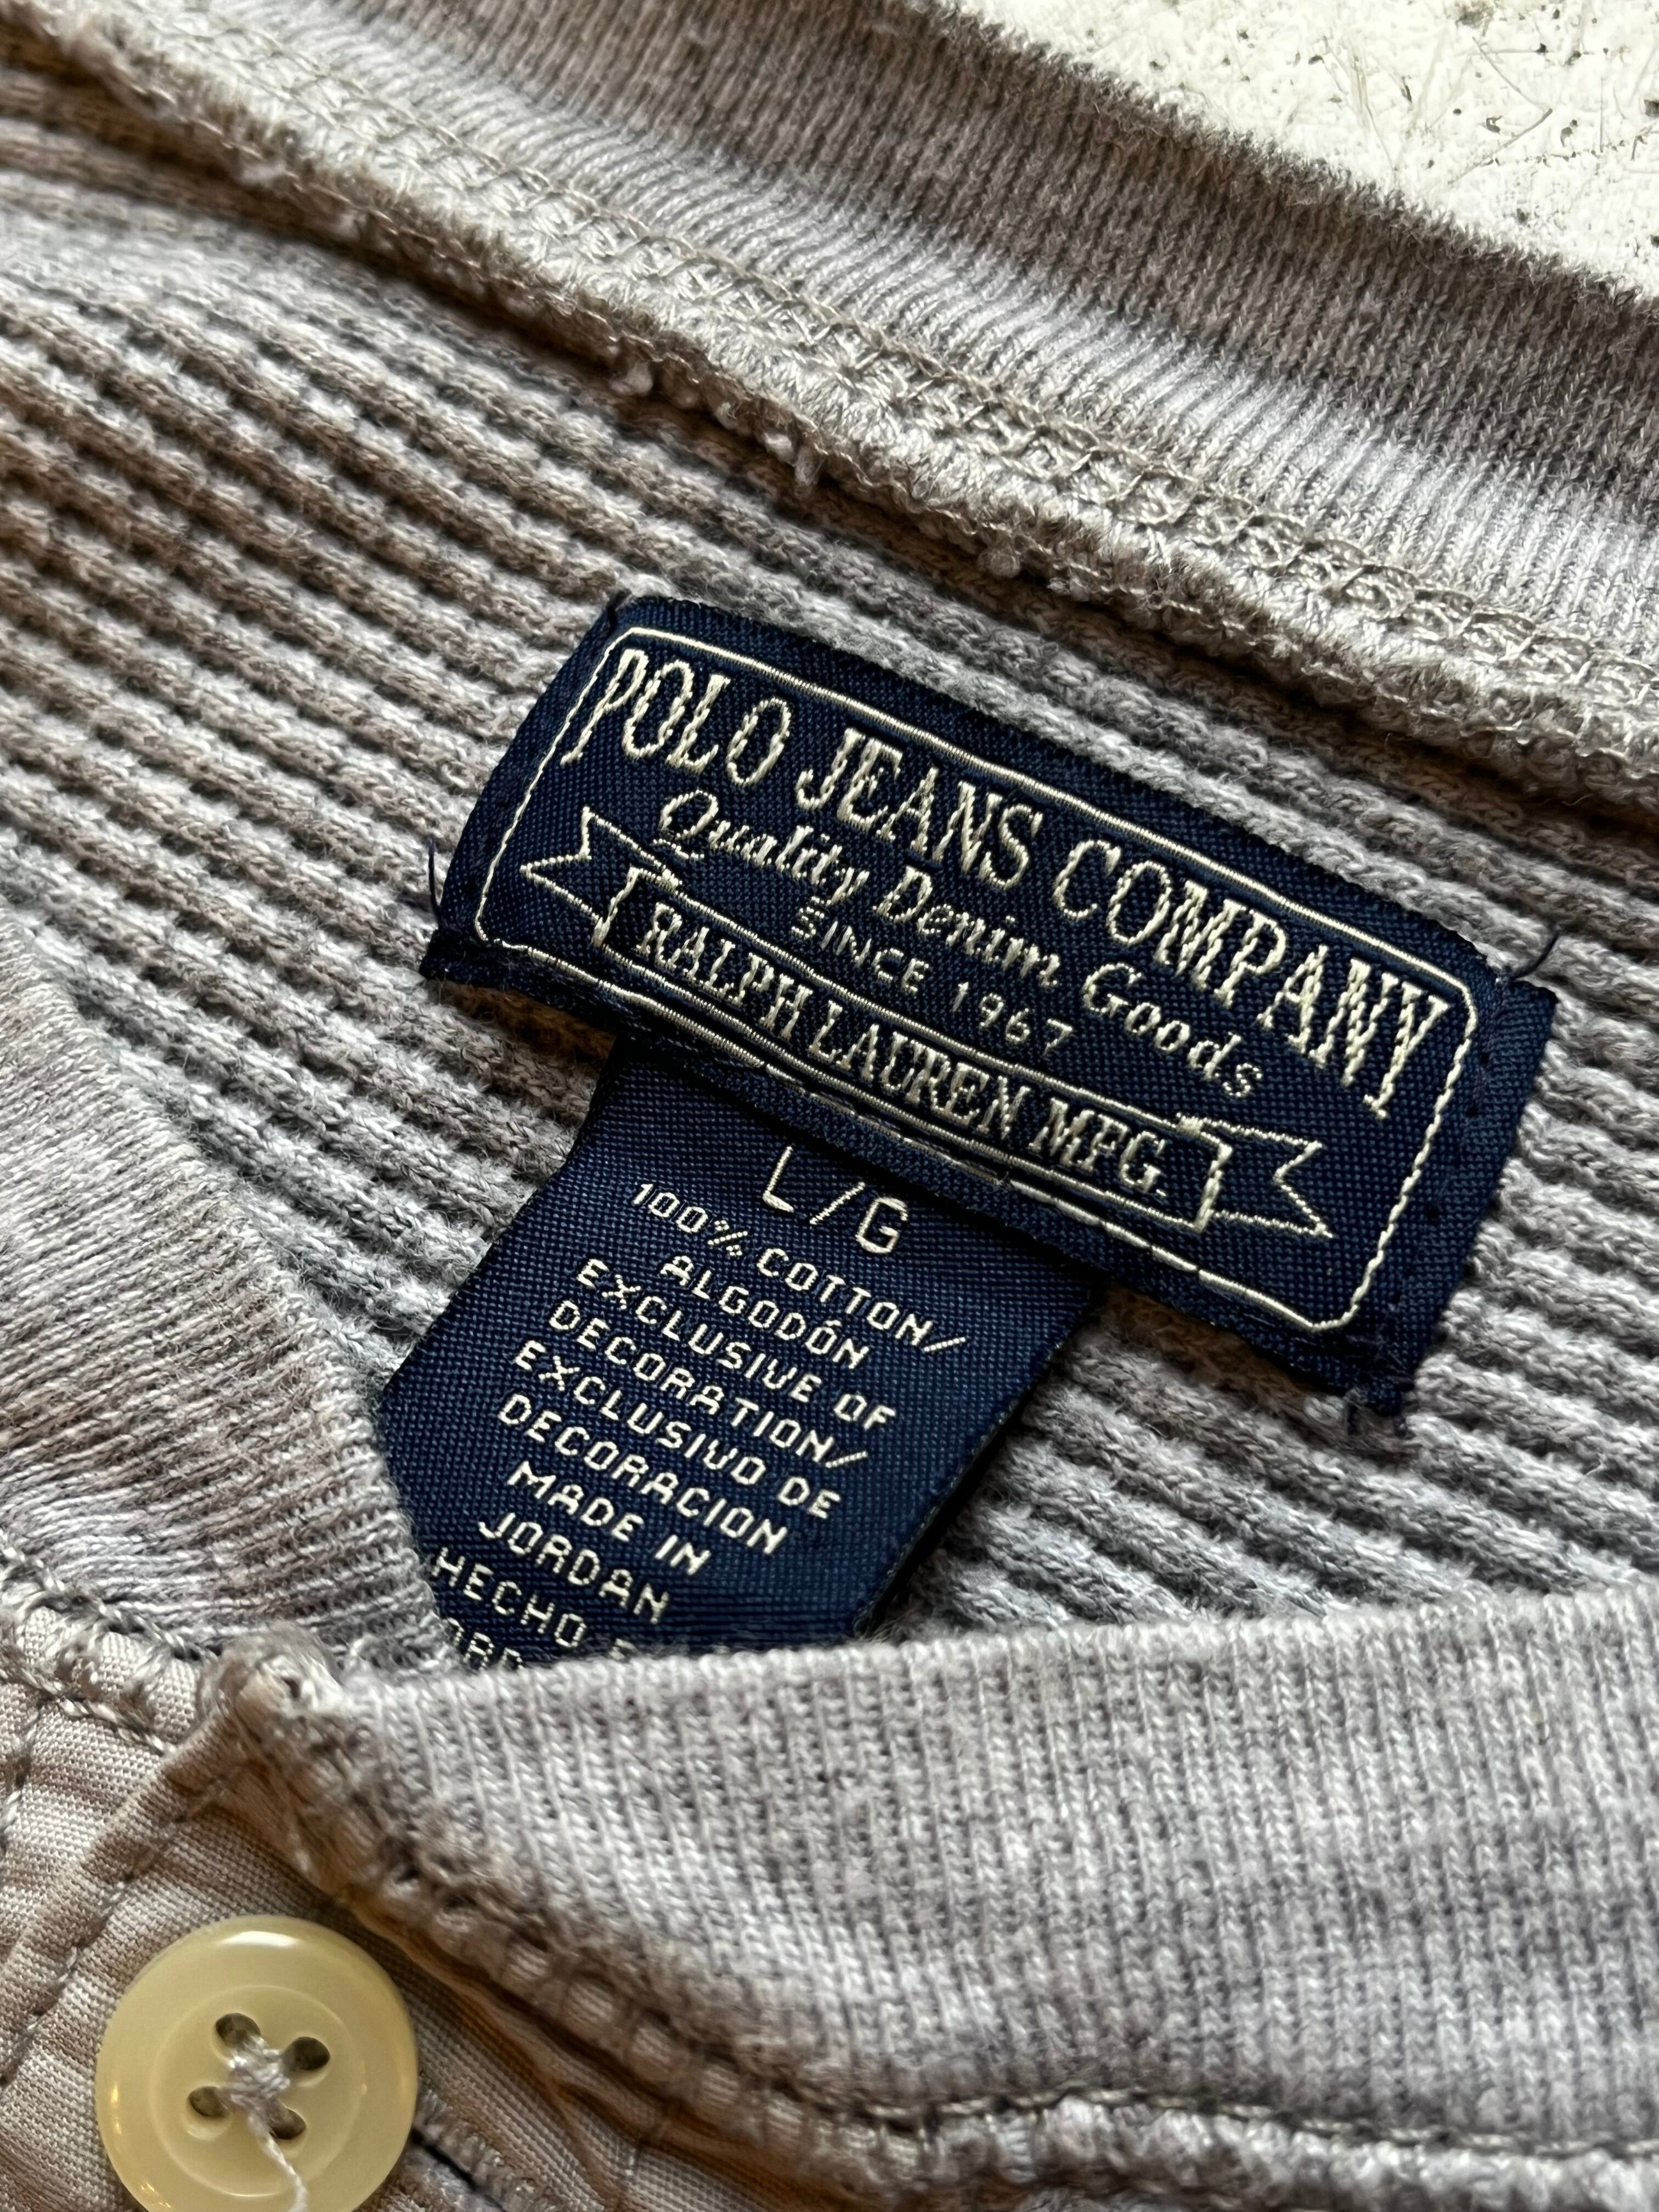 POLO JEANS COMPANY
Quality Denim Goods
SINCE 1967
RALPH LAUREN MFG.
L/G
100% COTTON/
ALGODÓN
EXCLUSIVE OF
DECORATION/
EXCLUSIVO DE
DECORACION
MADE IN
JORDAN
HECHO